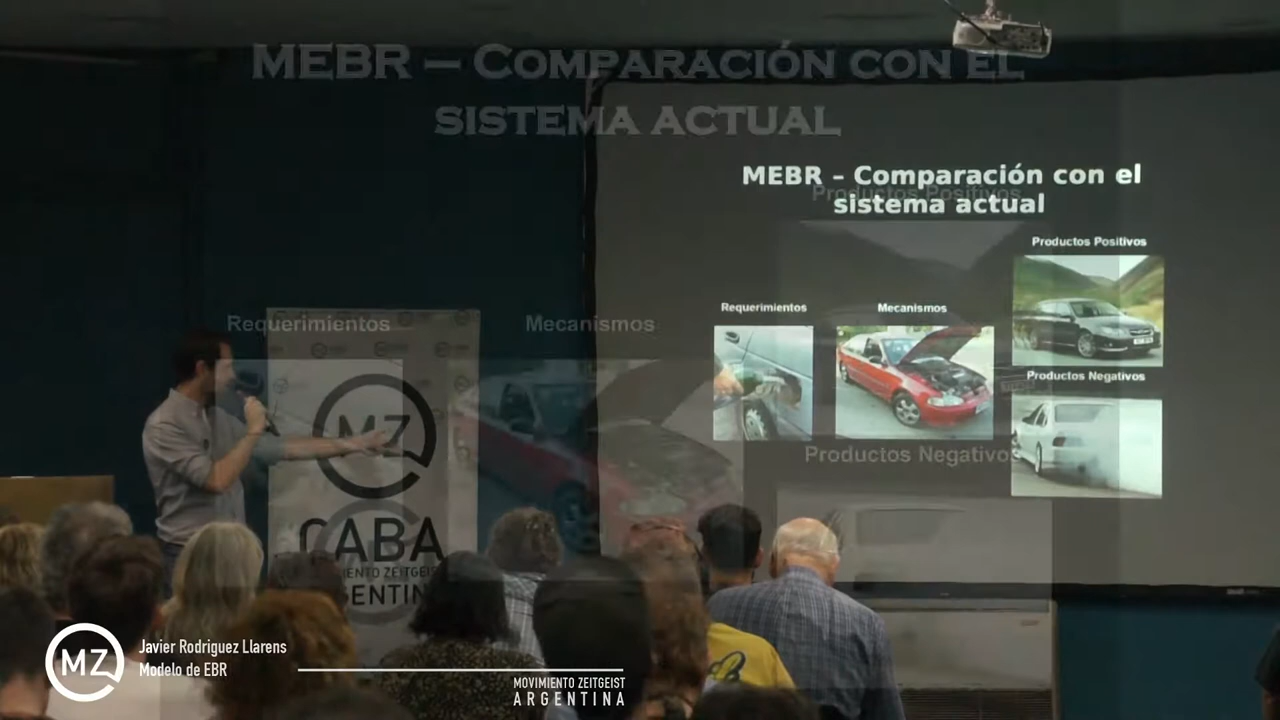 MEBR – COMPARACIÓN CON EL
SISTEMA ACTUAL
MEBR – Comparación con el
sistema actual
Productos Positivos
Productos Positivos
Requerimientos
Mecanismos
Requerimientos
Mecanismos
Productos Negativos
Productos Negativos
MZ
CABA
MOVIMIENTO ZEITGEIST
ARGENTINA
MZ
Javier Rodriguez Llarens
Modelo de EBR
MOVIMIENTO ZEITGEIST
ARGENTINA